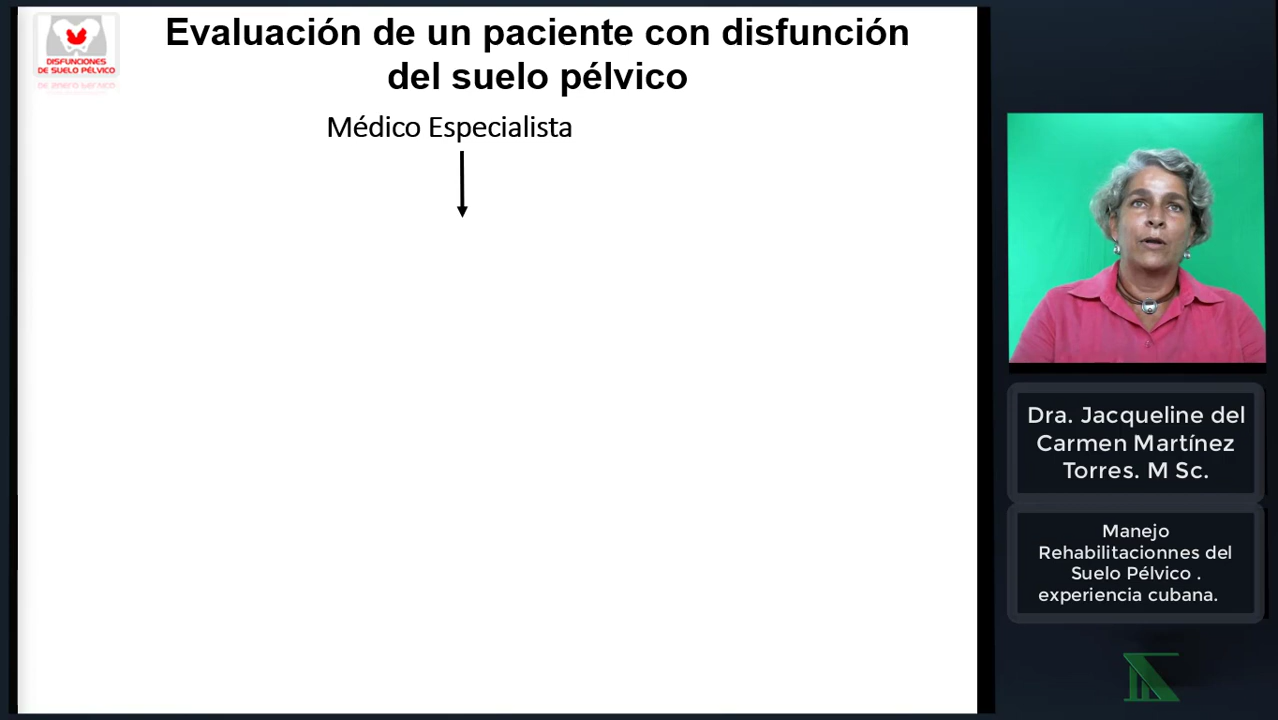 DISFUNCIONES
DE SUELO PÉLVICO
Evaluación de un paciente con disfunción
del suelo pélvico
Médico Especialista
Dra. Jacqueline del
Carmen Martínez
Torres. M Sc.
Manejo
Rehabilitacionnes del
Suelo Pélvico .
experiencia cubana.